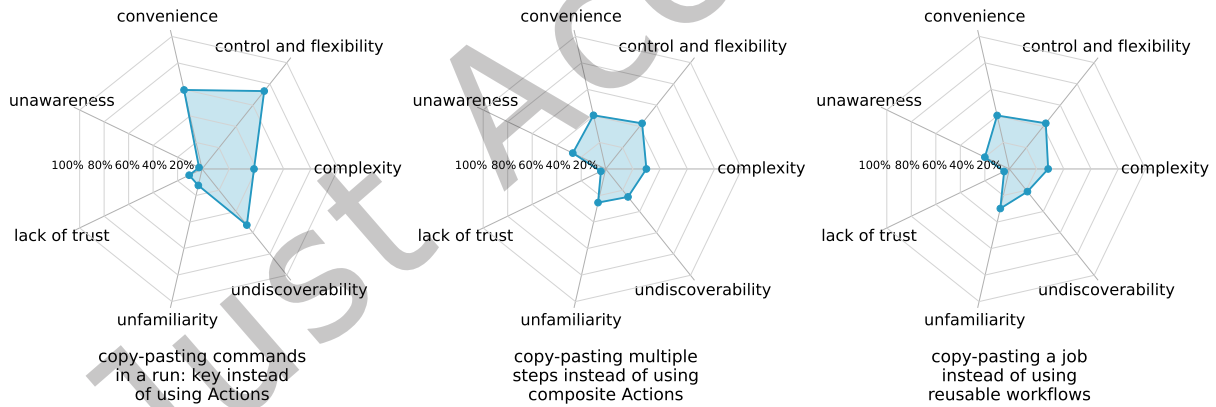 convenience
control and flexibility
unawareness
100% 80% 60% 40% 20%
complexity
lack of trust
undiscoverability
unfamiliarity
copy-pasting commands
in a run: key instead
of using Actions
convenience
control and flexibility
unawareness
100% 80% 60% 40% 20%
complexity
lack of trust
undiscoverability
unfamiliarity
copy-pasting multiple
steps instead of using
composite Actions
convenience
control and flexibility
unawareness
100% 80% 60% 40% 20%
complexity
lack of trust
undiscoverability
unfamiliarity
copy-pasting a job
instead of using
reusable workflows
Just Acc